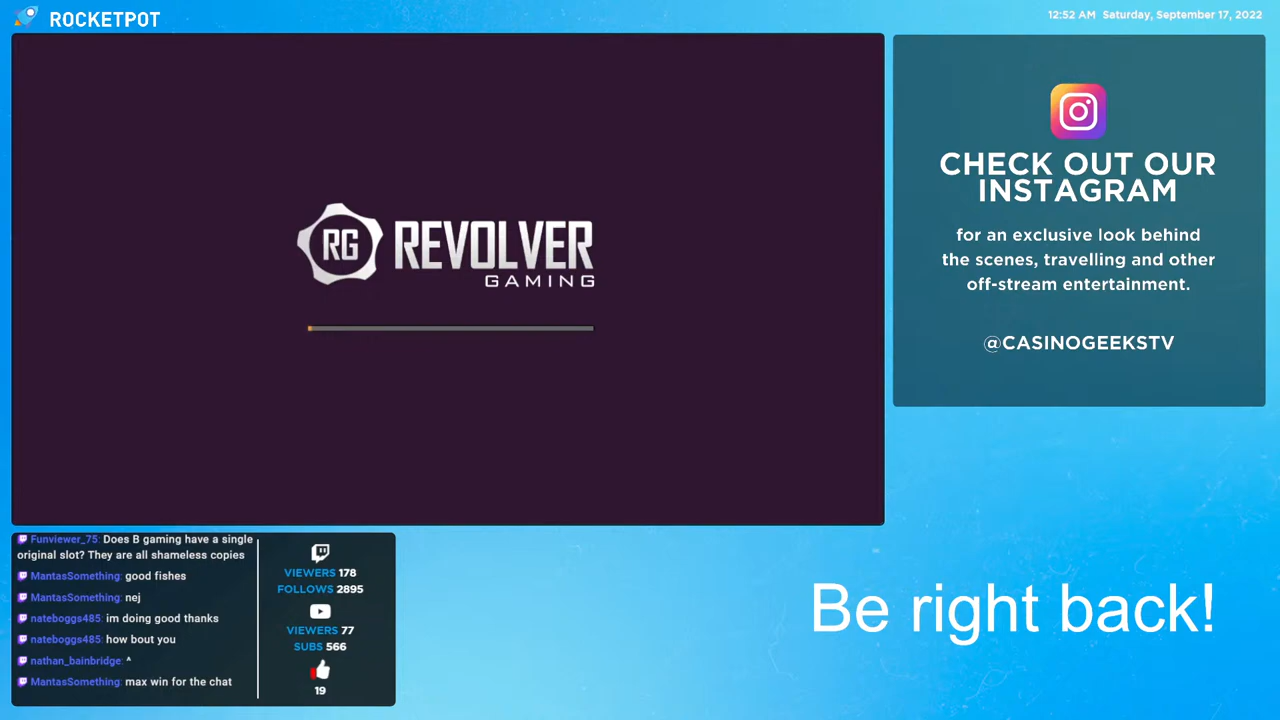 ROCKETPOT
12:52 AM Saturday, September 17, 2022
RG REVOLVER
GAMING
CHECK OUT OUR
INSTAGRAM
for an exclusive look behind
the scenes, travelling and other
off-stream entertainment.
@CASINOGEEKSTV
Funviewer_75: Does B gaming have a single
original slot? They are all shameless copies
MantasSomething: good fishes
MantasSomething: nej
nateboggs485: im doing good thanks
nateboggs485: how bout you
nathan_bainbridge: ^
MantasSomething: max win for the chat
VIEWERS 178
FOLLOWS 2895
VIEWERS 77
SUBS 566
19
Be right back!